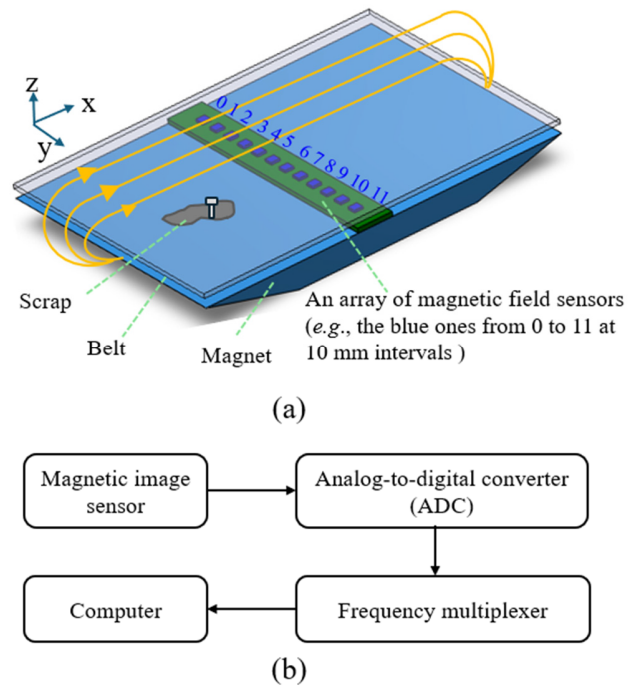 z
x
y
0 1 2 3 4 5 6 7 8 9 10 11
Scrap
Belt
Magnet
An array of magnetic field sensors
(e.g., the blue ones from 0 to 11 at
10 mm intervals )
(a)
Magnetic image
sensor
Analog-to-digital converter
(ADC)
Computer
Frequency multiplexer
(b)